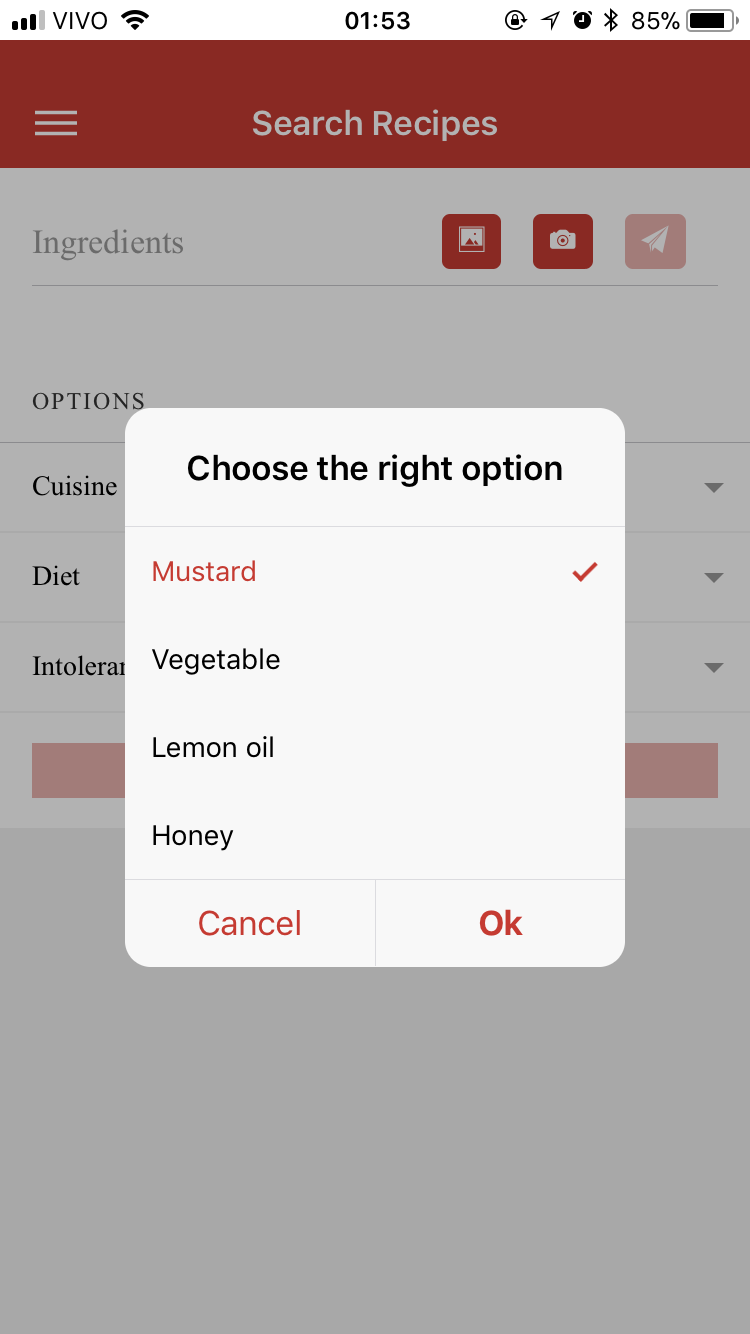 VIVO 01:53 85%
Search Recipes
Ingredients
OPTIONS
Choose the right option
Cuisine
Mustard
Diet
Vegetable
Intoleran
Lemon oil
Honey
Cancel Ok